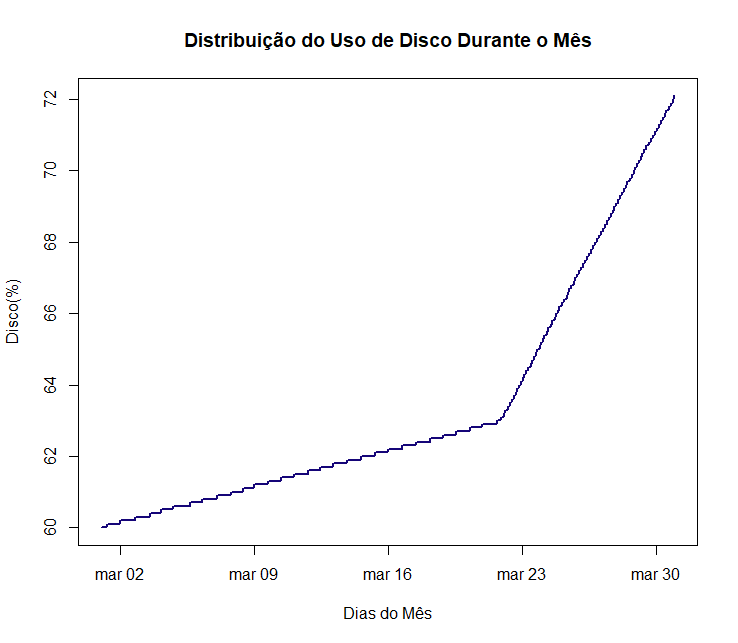 Distribuição do Uso de Disco Durante o Mês
Disco(%)
72
70
68
66
64
62
60
mar 02 mar 09 mar 16 mar 23 mar 30
Dias do Mês